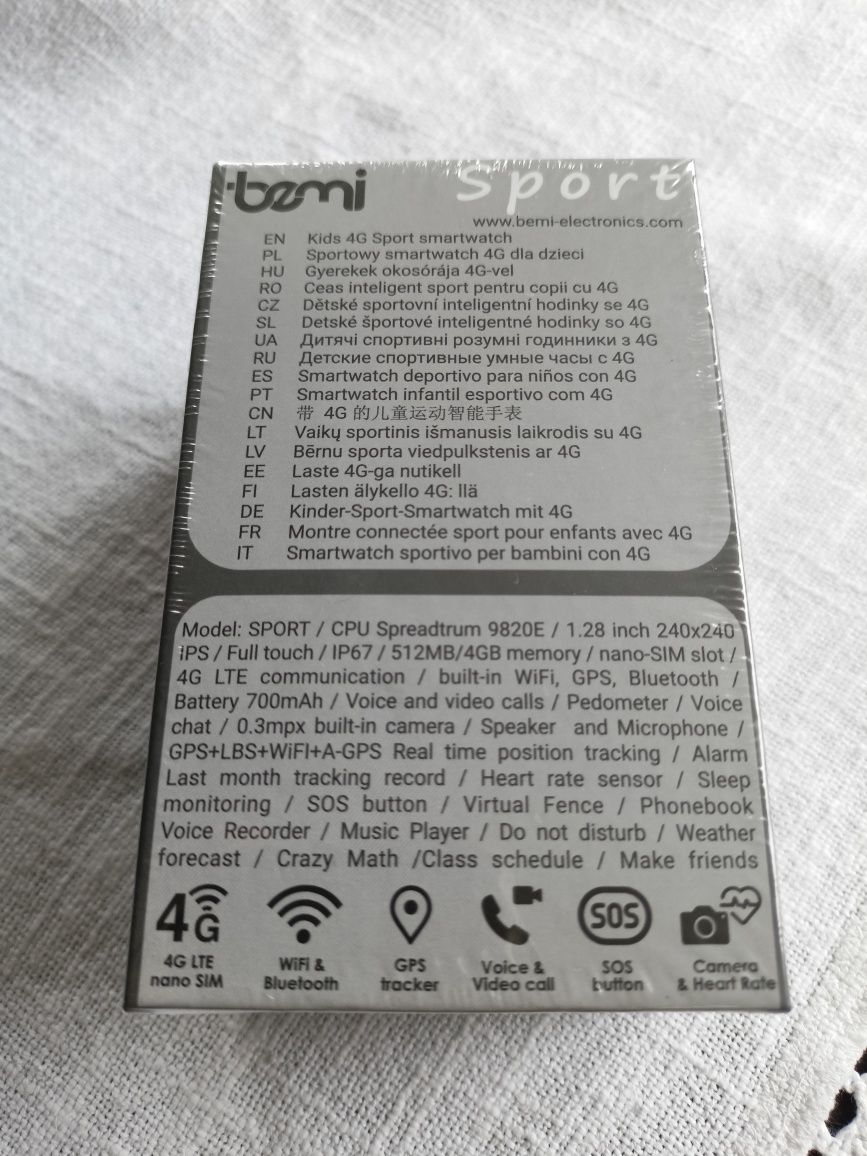 bemi Sport
www.bemi-electronics.com
EN Kids 4G Sport smartwatch
PL Sportowy smartwatch 4G dla dzieci
HU Gyerekek okosórája 4G-vel
RO Ceas inteligent sport pentru copii cu 4G
CZ Dětské sportovní inteligentní hodinky se 4G
SL Detské športové inteligentné hodinky so 4G
UA Дитячі спортивні розумні годинники з 4G
RU Детские спортивные умные часы с 4G
ES Smartwatch deportivo para niños con 4G
PT Smartwatch infantil esportivo com 4G
CN 带 4G 的儿童运动智能手表
LT Vaikų sportinis išmanusis laikrodis su 4G
LV Bērnu sporta viedpulkstenis ar 4G
EE Laste 4G-ga nutikell
FI Lasten älykello 4G: llä
DE Kinder-Sport-Smartwatch mit 4G
FR Montre connectée sport pour enfants avec 4G
IT Smartwatch sportivo per bambini con 4G
Model: SPORT / CPU Spreadtrum 9820E / 1.28 inch 240x240
iPS / Full touch / IP67 / 512MB/4GB memory / nano-SIM slot /
4G LTE communication / built-in WiFi, GPS, Bluetooth /
Battery 700mAh / Voice and video calls / Pedometer / Voice
chat / 0.3mpx built-in camera / Speaker and Microphone /
GPS+LBS+WiFI+A-GPS Real time position tracking / Alarm
Last month tracking record / Heart rate sensor / Sleep
monitoring / SOS button / Virtual Fence / Phonebook
Voice Recorder / Music Player / Do not disturb / Weather
forecast / Crazy Math /Class schedule / Make friends
4G SOS
4G LTE WiFi & GPS Voice & SOS Camera
nano SIM Bluetooth tracker Video call button & Heart Rate